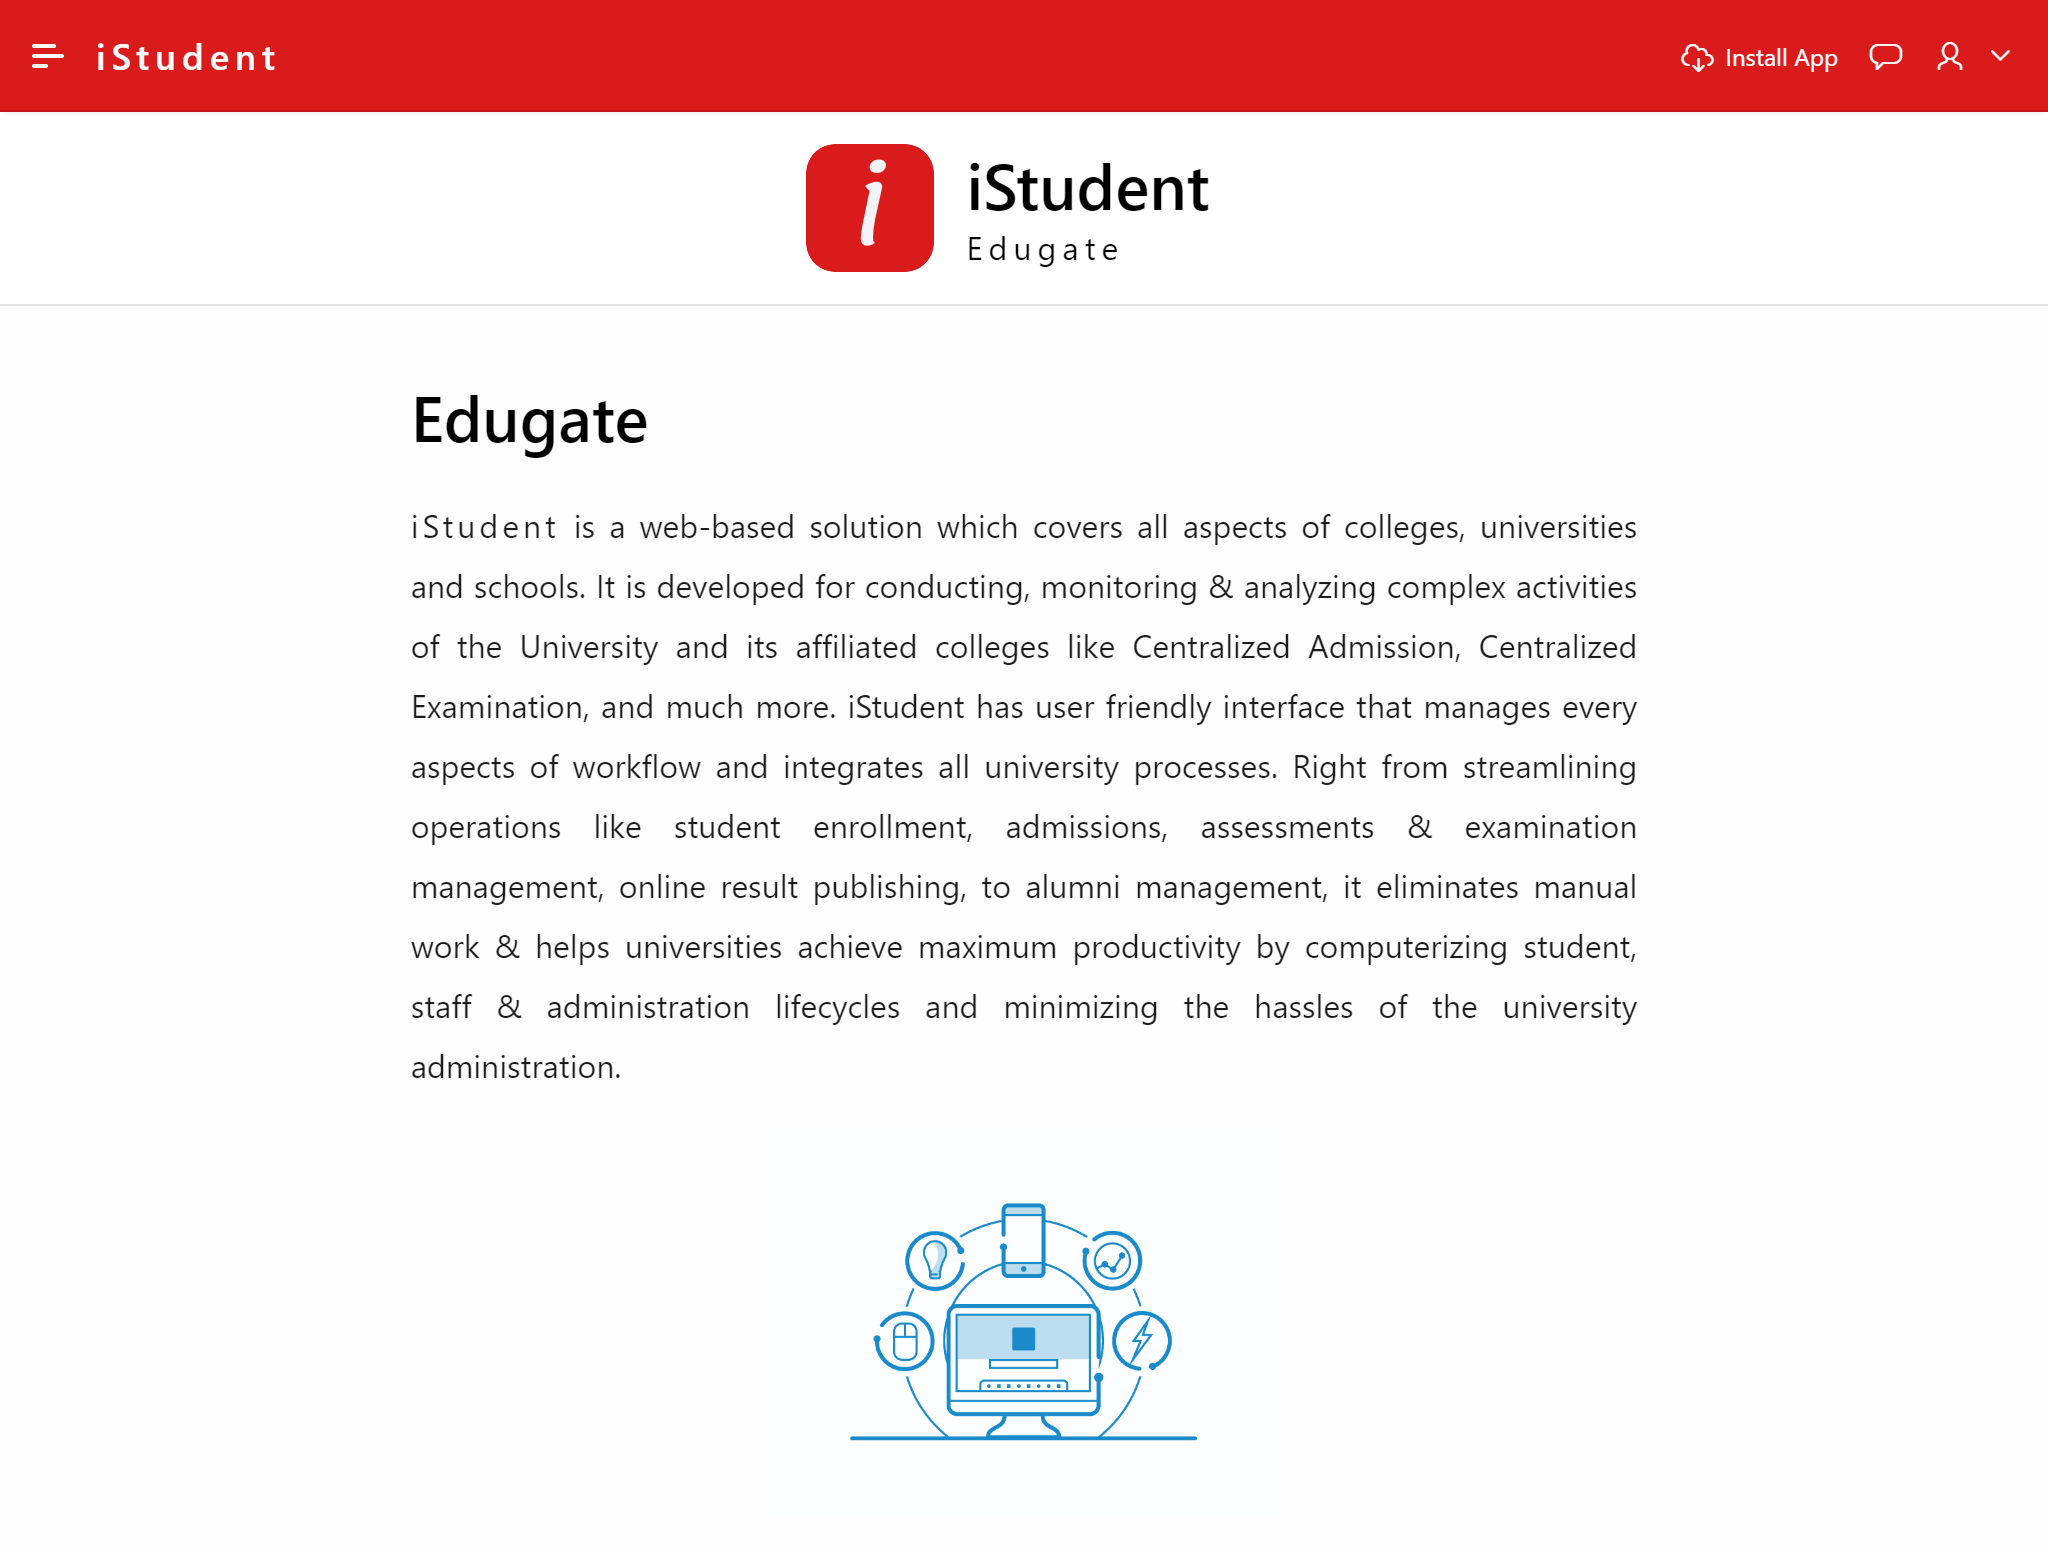 iStudent
Install App
i
iStudent
Edugate
Edugate
iStudent is a web-based solution which covers all aspects of colleges, universities
and schools. It is developed for conducting, monitoring & analyzing complex activities
of the University and its affiliated colleges like Centralized Admission, Centralized
Examination, and much more. iStudent has user friendly interface that manages every
aspects of workflow and integrates all university processes. Right from streamlining
operations like student enrollment, admissions, assessments & examination
management, online result publishing, to alumni management, it eliminates manual
work & helps universities achieve maximum productivity by computerizing student,
staff & administration lifecycles and minimizing the hassles of the university
administration.